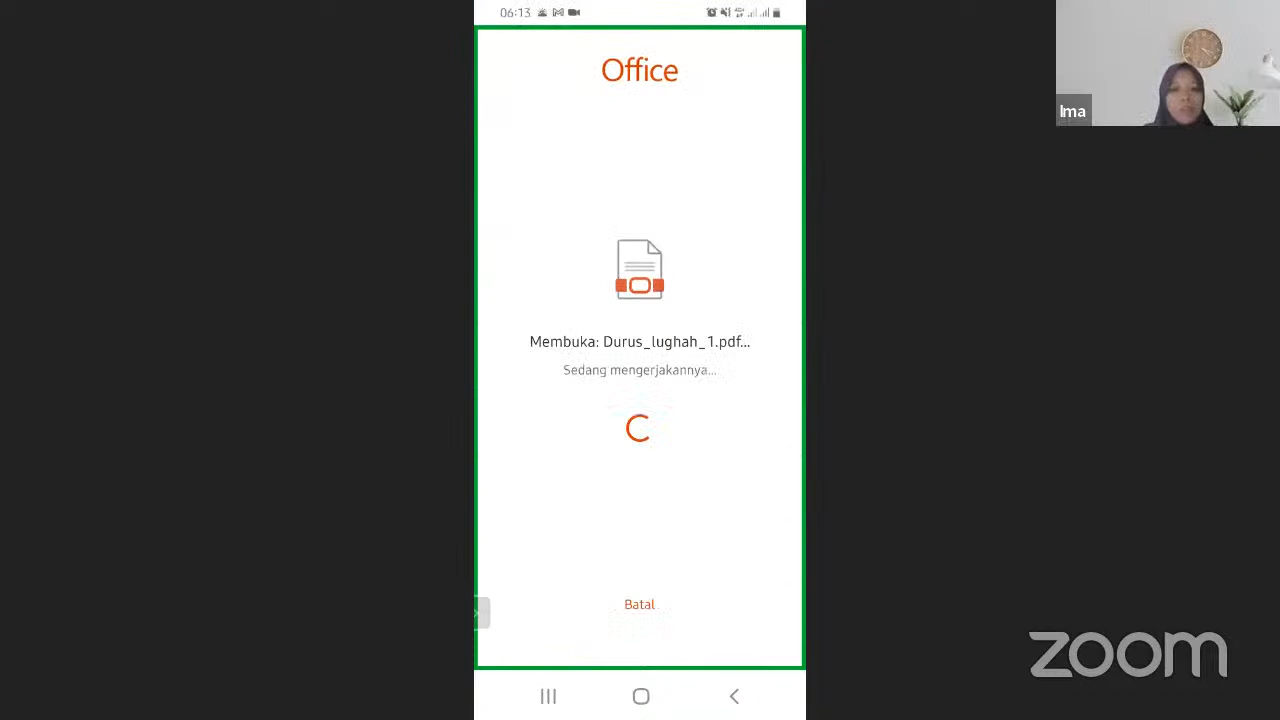 06:13
Office
Membuka: Durus_lughah_1.pdf...
Sedang mengerjakannya...
Batal
Ima
zoom